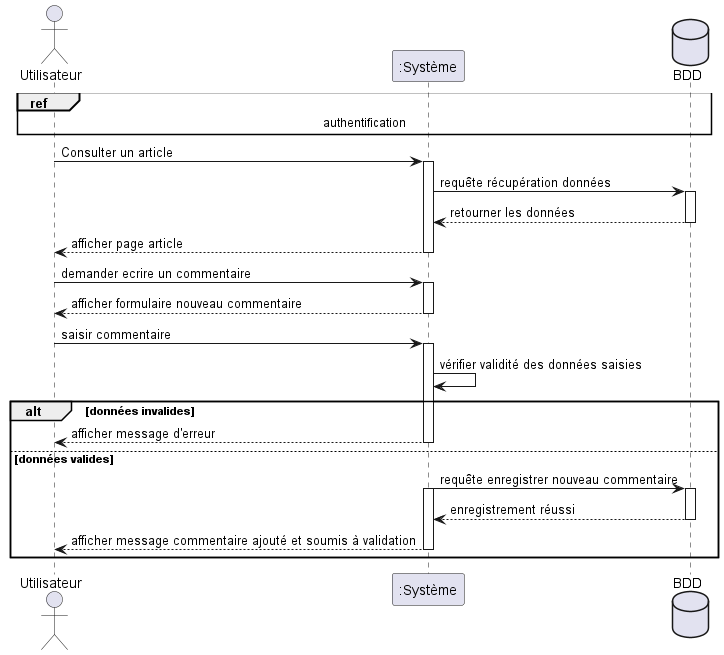 Utilisateur
:Système
BDD
ref
authentification
Consulter un article
requête récupération données
retourner les données
afficher page article
demander ecrire un commentaire
afficher formulaire nouveau commentaire
saisir commentaire
vérifier validité des données saisies
alt [données invalides]
afficher message d'erreur
[données valides]
requête enregistrer nouveau commentaire
enregistrement réussi
afficher message commentaire ajouté et soumis à validation
Utilisateur
:Système
BDD